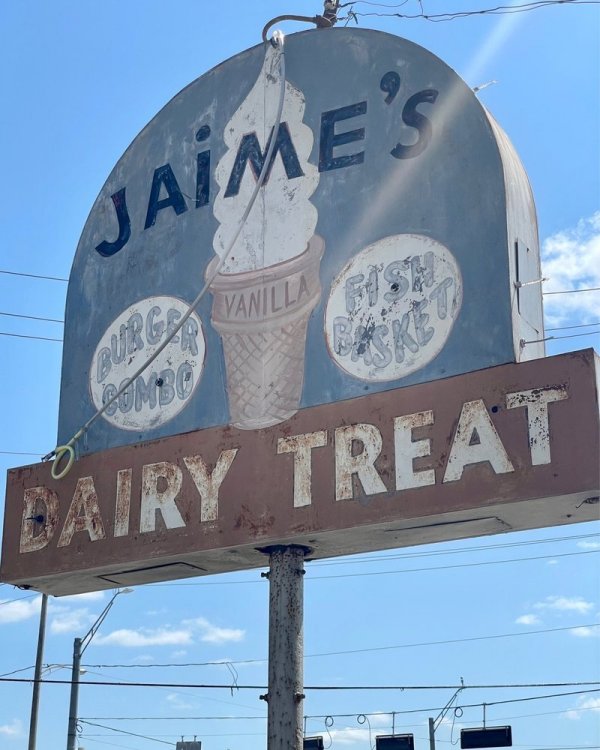 JAiME'S
VANILLA
BURGER
COMBO
FISH
BASKET
DAIRY TREAT